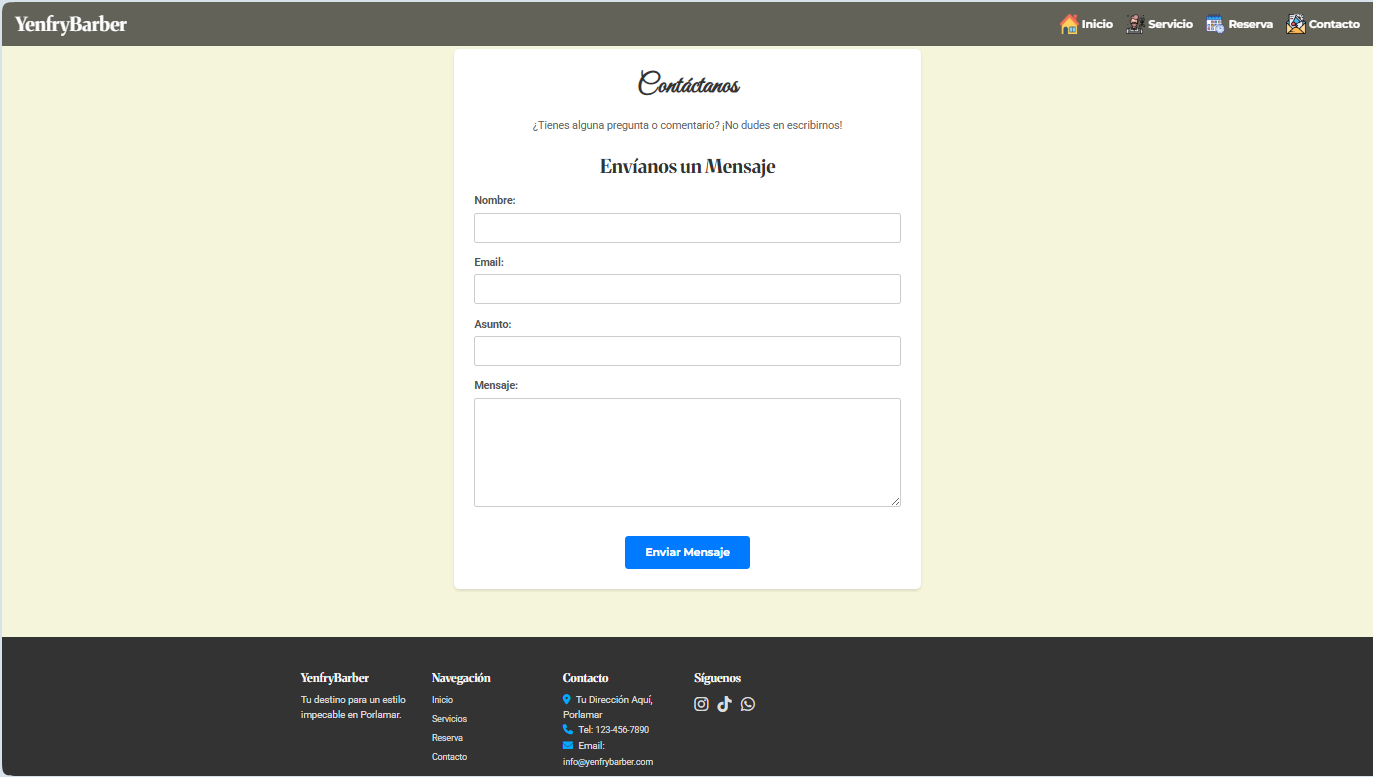 YenfryBarber
Inicio
Servicio
Reserva
Contacto
Contáctanos
¿Tienes alguna pregunta o comentario? ¡No dudes en escribirnos!
Envíanos un Mensaje
Nombre:
Email:
Asunto:
Mensaje:
Enviar Mensaje
YenfryBarber
Tu destino para un estilo
impecable en Porlamar.
Navegación
Inicio
Servicios
Reserva
Contacto
Contacto
Tu Dirección Aquí,
Porlamar
Tel: 123-456-7890
Email:
info@yenfrybarber.com
Síguenos